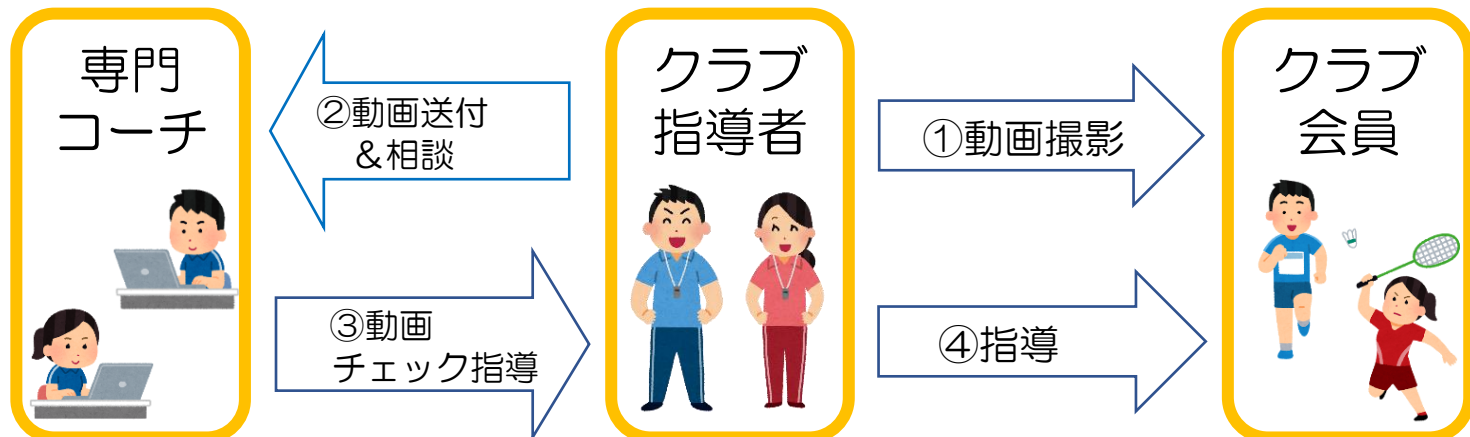 専門
コーチ
②動画送付
＆相談
③動画
チェック指導
クラブ
指導者
①動画撮影
④指導
クラブ
会員